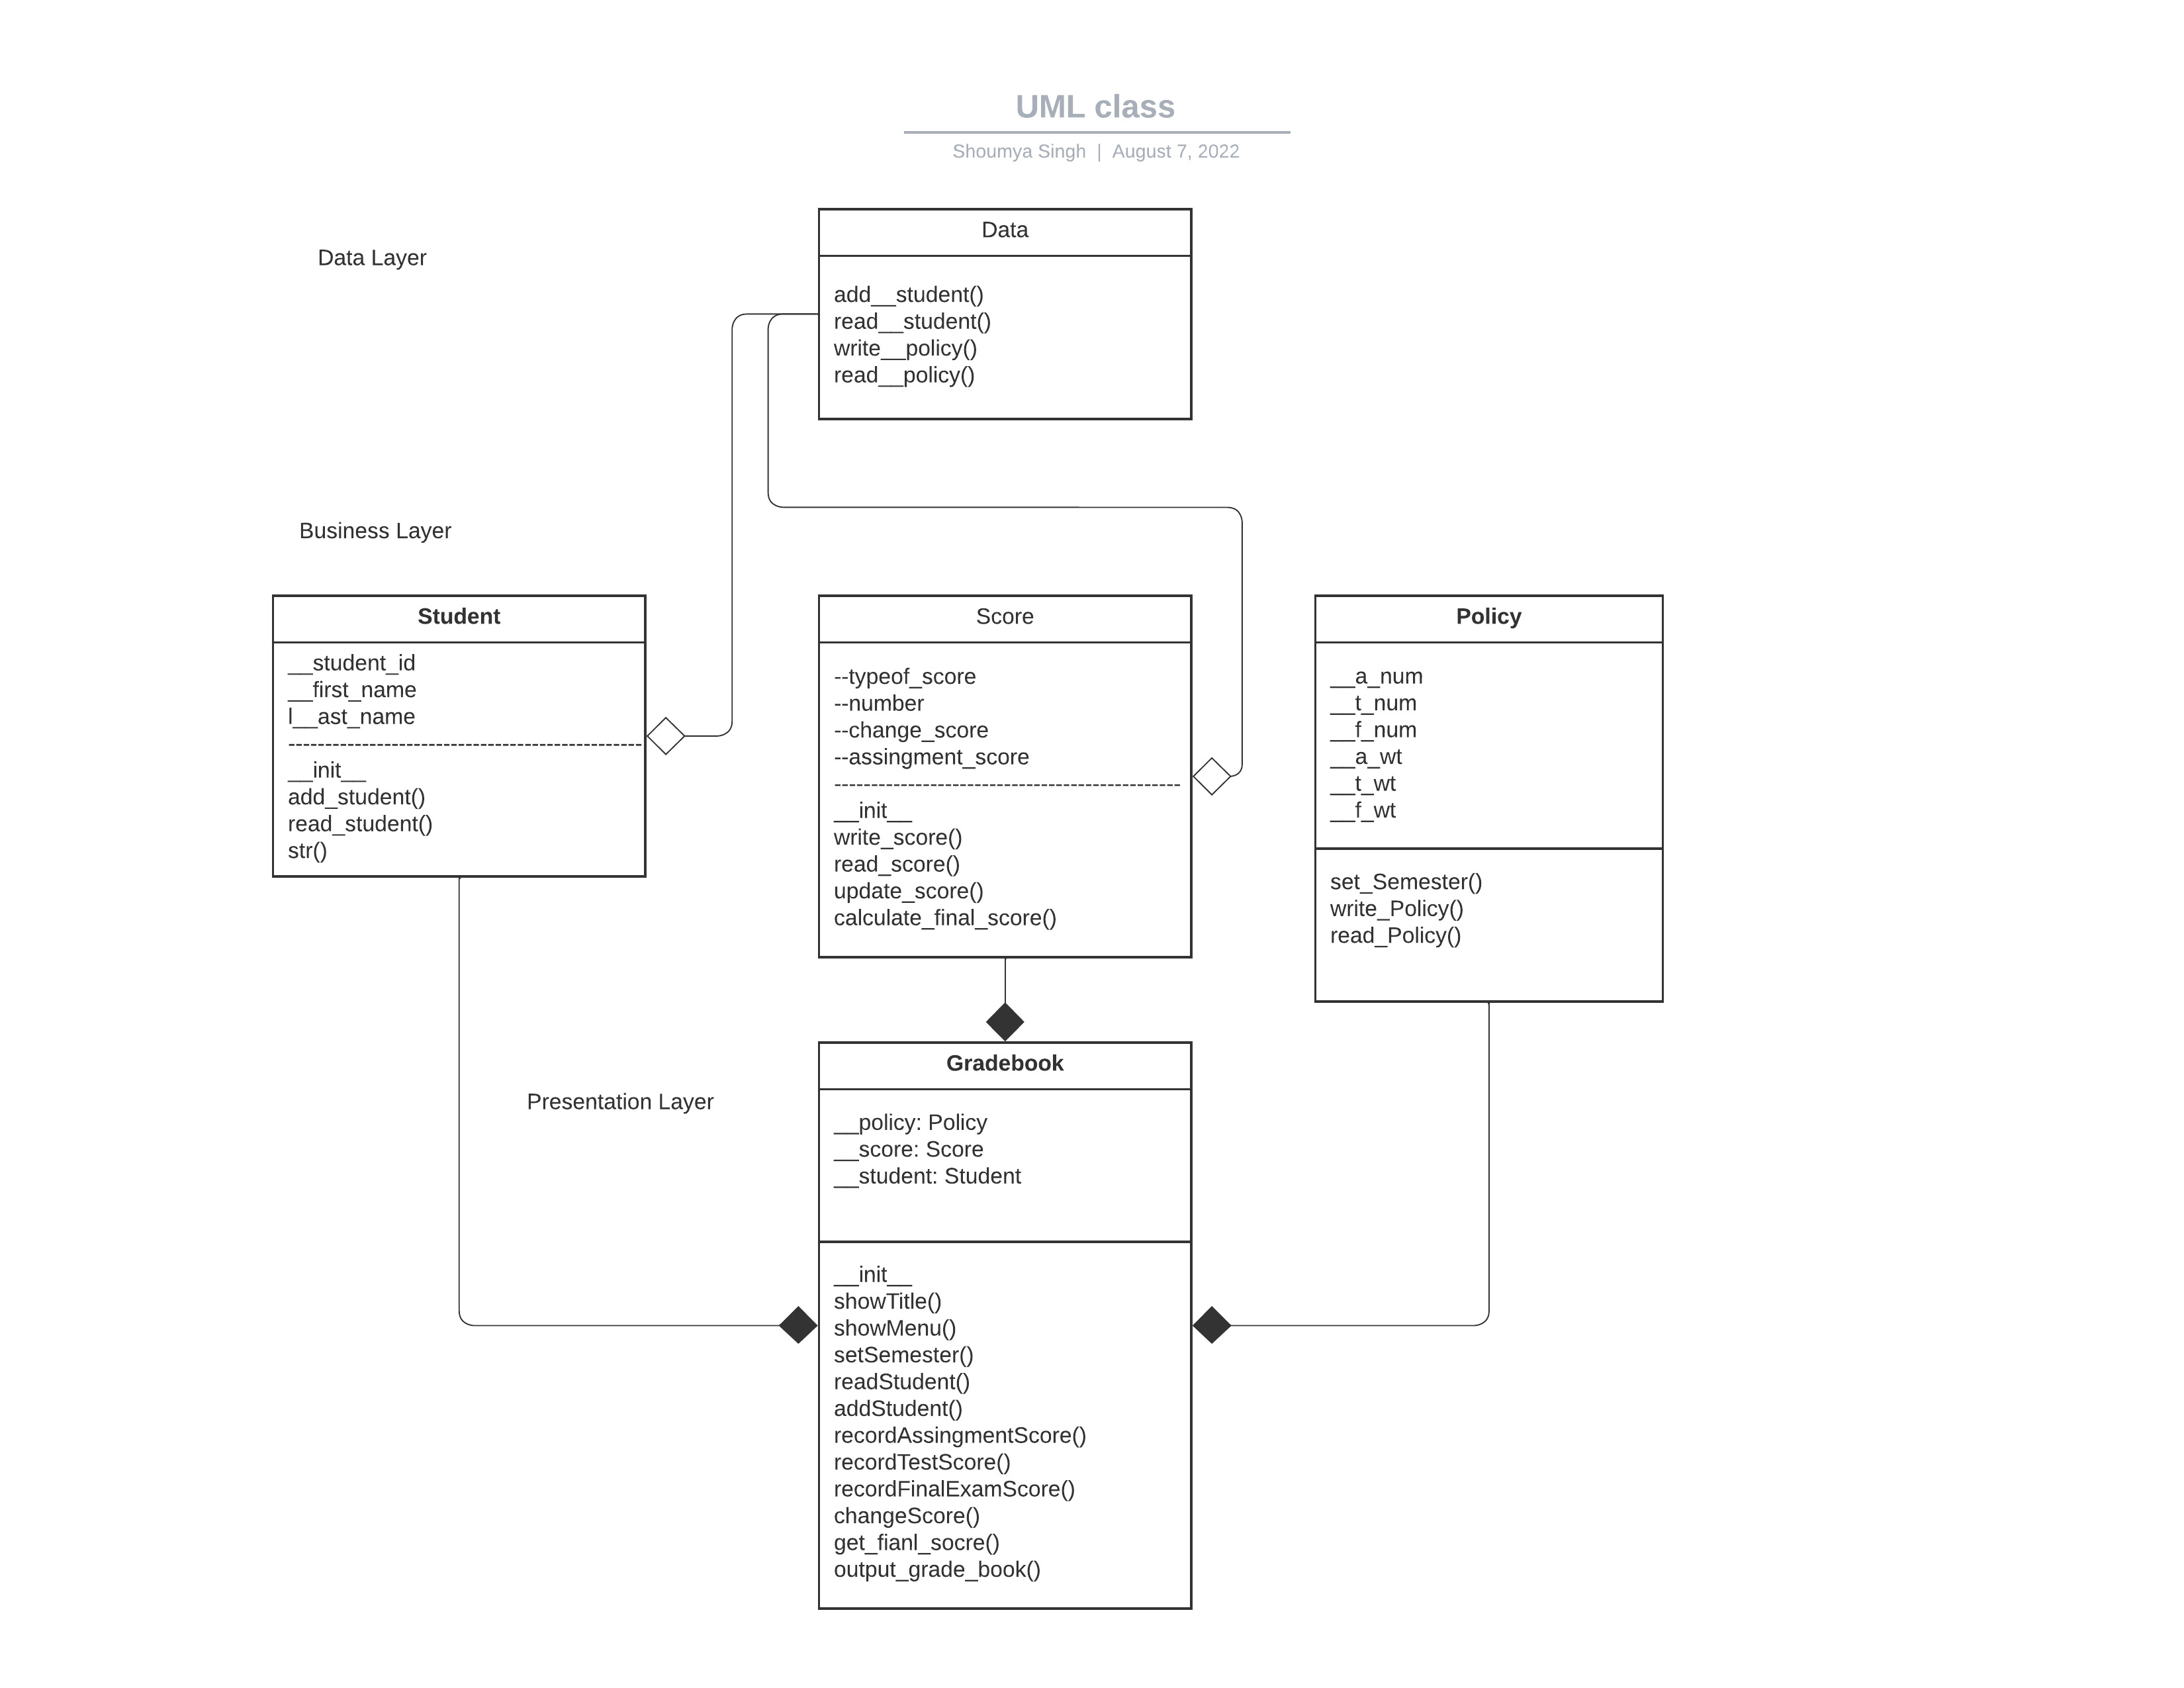 UML class
Shoumya Singh | August 7, 2022
Data Layer
Data
add__student()
read__student()
write__policy()
read__policy()
Business Layer
Student
__student_id
__first_name
l__ast_name
------------------------------------------------
__init__
add_student()
read_student()
str()
Score
--typeof_score
--number
--change_score
--assingment_score
-----------------------------------------------
__init__
write_score()
read_score()
update_score()
calculate_final_score()
Policy
__a_num
__t_num
__f_num
__a_wt
__t_wt
__f_wt
set_Semester()
write_Policy()
read_Policy()
Presentation Layer
Gradebook
__policy: Policy
__score: Score
__student: Student
__init__
showTitle()
showMenu()
setSemester()
readStudent()
addStudent()
recordAssingmentScore()
recordTestScore()
recordFinalExamScore()
changeScore()
get_fianl_socre()
output_grade_book()